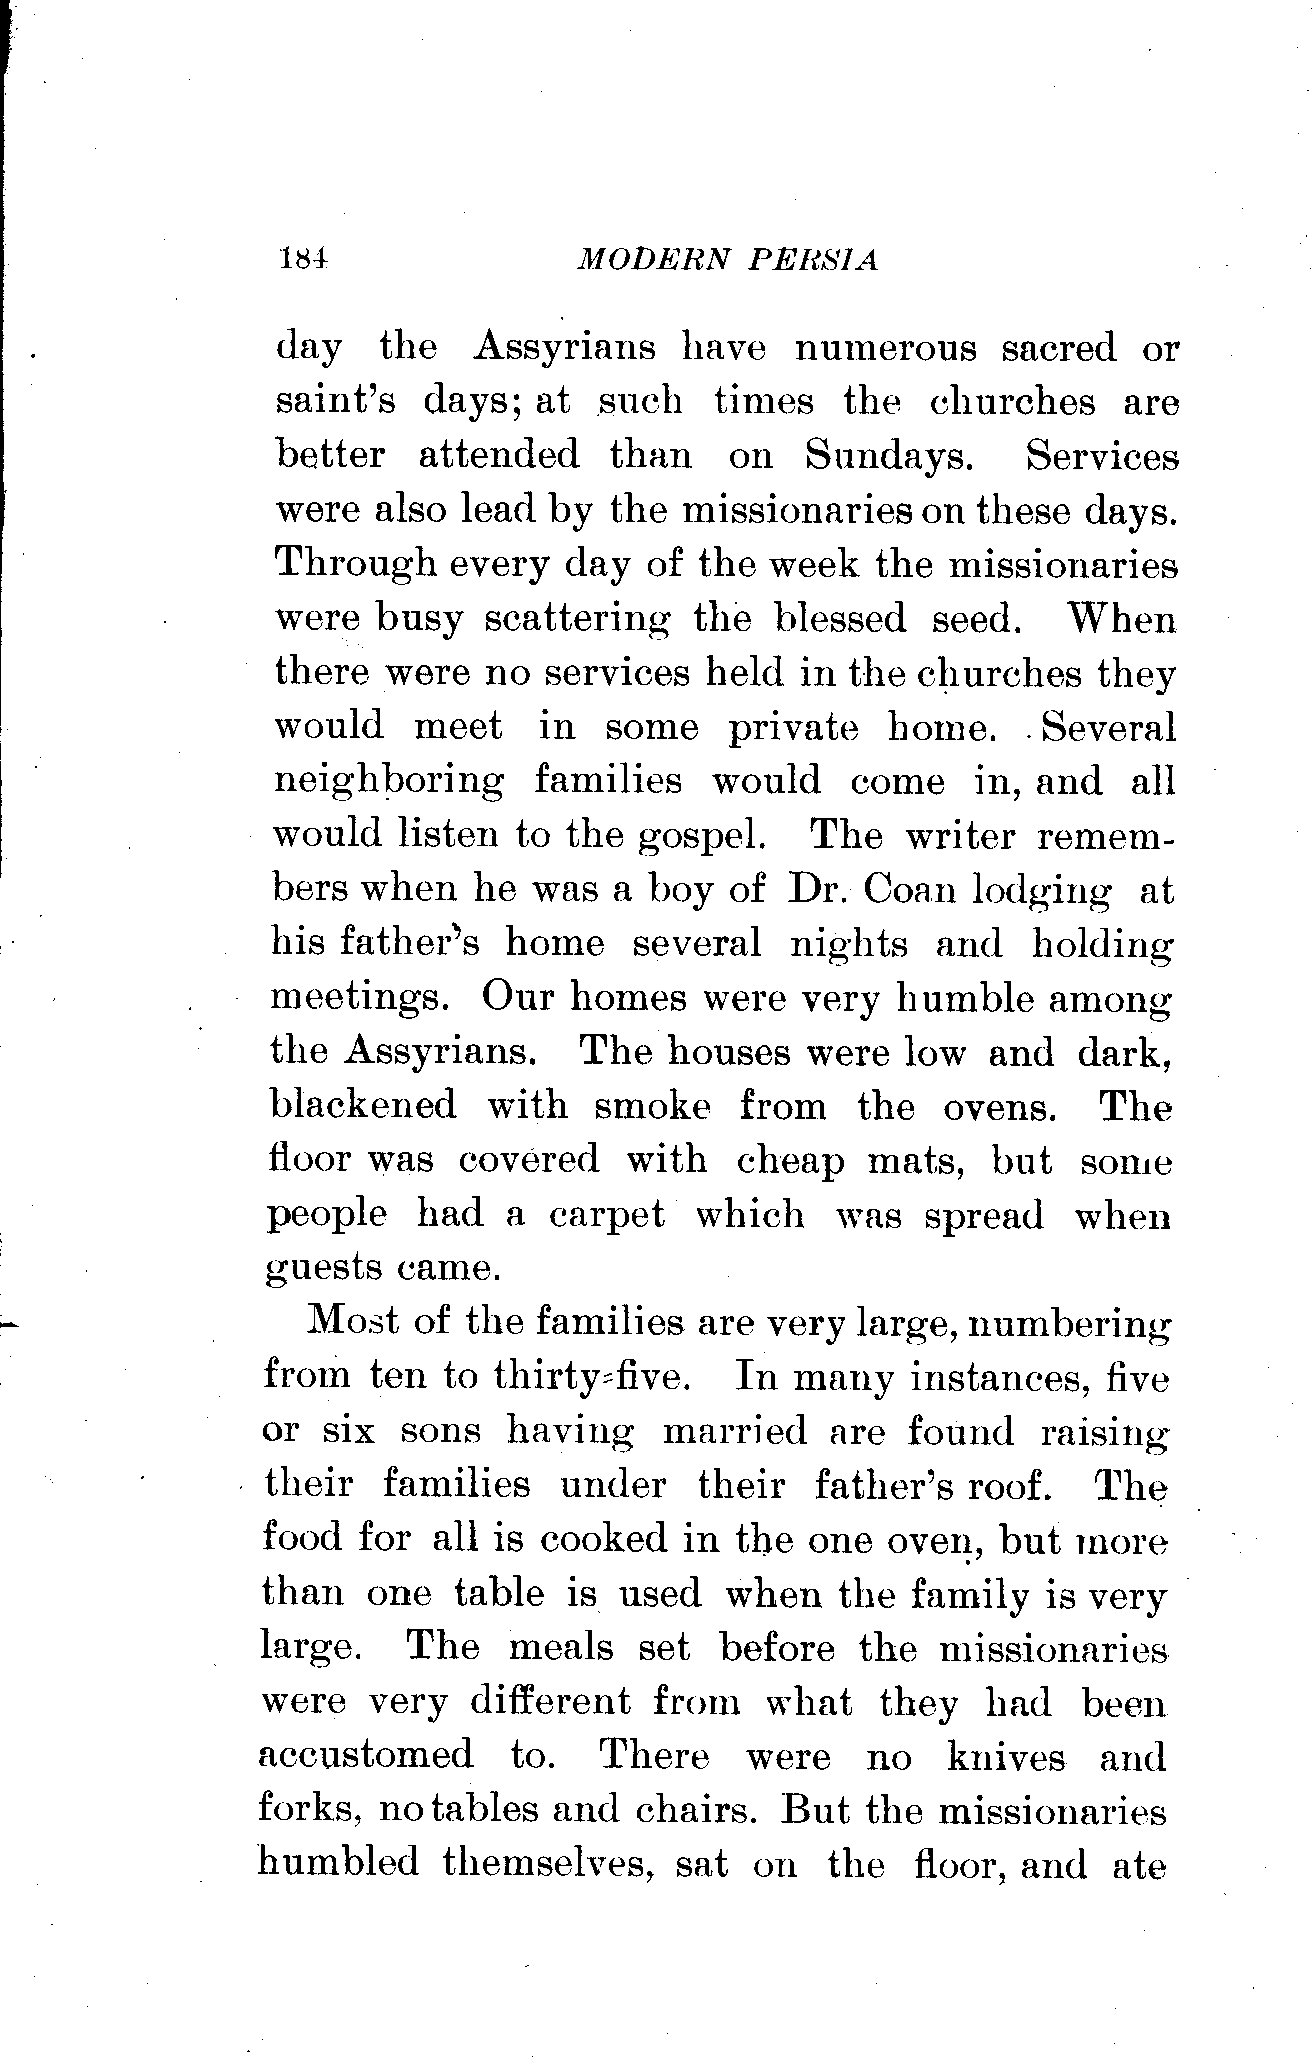 184 MODERN PERSIA
day the Assyrians have numerous sacred or
saint's days; at such times the churches are
better attended than on Sundays. Services
were also lead by the missionaries on these days.
Through every day of the week the missionaries
were busy scattering the blessed seed. When
there were no services held in the churches they
would meet in some private home. Several
neighboring families would come in, and all
would listen to the gospel. The writer remem-
bers when he was a boy of Dr. Coan lodging at
his father's home several nights and holding
meetings. Our homes were very humble among
the Assyrians. The houses were low and dark,
blackened with smoke from the ovens. The
floor was covered with cheap mats, but some
people had a carpet which was spread when
guests came.
Most of the families are very large, numbering
from ten to thirty-five. In many instances, five
or six sons having married are found raising
their families under their father's roof. The
food for all is cooked in the one oven, but more
than one table is used when the family is very
large. The meals set before the missionaries
were very different from what they had been
accustomed to. There were no knives and
forks, no tables and chairs. But the missionaries
humbled themselves, sat on the floor, and ate